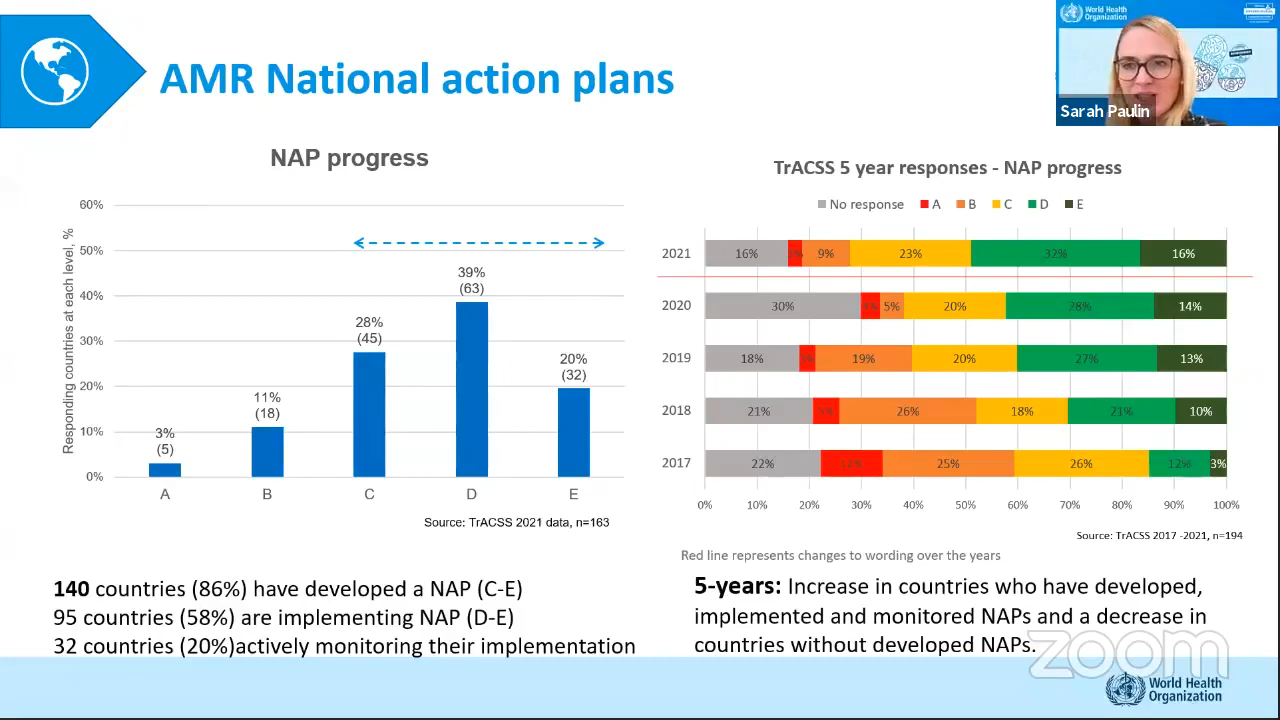 AMR National action plans
World Health
Organization
Sarah Paulin
NAP progress
Responding countries at each level, %
60%
50%
40%
30%
20%
10%
0%
3%
(5)
11%
(18)
28%
(45)
39%
(63)
20%
(32)
A
B
C
D
E
Source: TrACSS 2021 data, n=163
140 countries (86%) have developed a NAP (C-E)
95 countries (58%) are implementing NAP (D-E)
32 countries (20%)actively monitoring their implementation
TrACSS 5 year responses - NAP progress
No response A B C D E
2021 16% 9% 23% 32% 16%
2020 30% 5% 20% 28% 14%
2019 18% 19% 20% 27% 13%
2018 21% 5% 26% 18% 21% 10%
2017 22% 12% 25% 26% 12% 3%
0% 10% 20% 30% 40% 50% 60% 70% 80% 90% 100%
Source: TrACSS 2017 -2021, n=194
Red line represents changes to wording over the years
5-years: Increase in countries who have developed,
implemented and monitored NAPs and a decrease in
countries without developed NAPs.
zoom
World Health
Organization